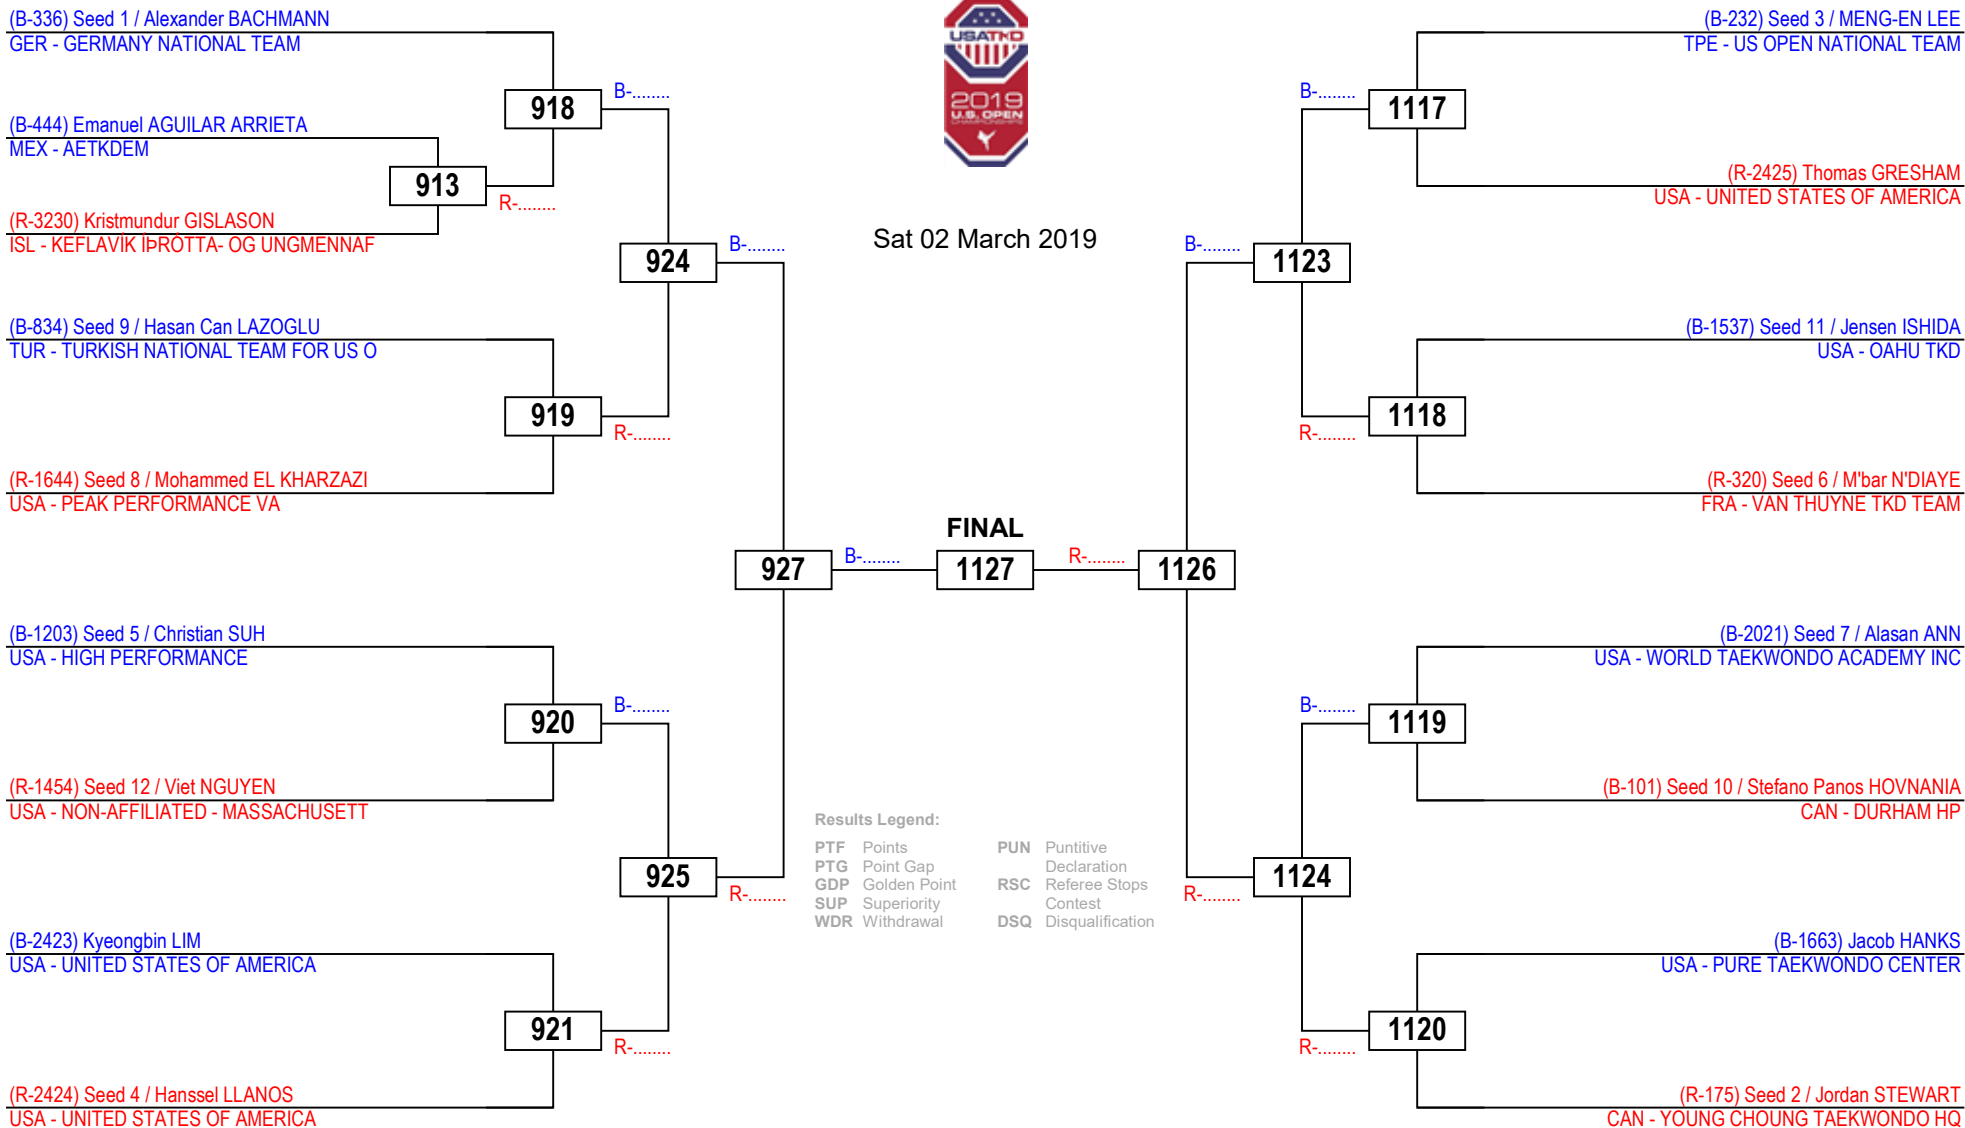 (B-336) Seed 1 / Alexander BACHMANN
GER - GERMANY NATIONAL TEAM
918
B-........
(B-444) Emanuel AGUILAR ARRIETA
MEX - AETKDEM
913
R-........
(R-3230) Kristmundur GISLASON
ISL - KEFLAVÍK ÍÞRÓTTA- OG UNGMENNAF
924
B-........
(B-834) Seed 9 / Hasan Can LAZOGLU
TUR - TURKISH NATIONAL TEAM FOR US O
919
R-........
(R-1644) Seed 8 / Mohammed EL KHARZAZI
USA - PEAK PERFORMANCE VA
927
B-........
(B-1203) Seed 5 / Christian SUH
USA - HIGH PERFORMANCE
920
B-........
(R-1454) Seed 12 / Viet NGUYEN
USA - NON-AFFILIATED - MASSACHUSETT
925
R-........
(B-2423) Kyeongbin LIM
USA - UNITED STATES OF AMERICA
921
R-........
(R-2424) Seed 4 / Hanssel LLANOS
USA - UNITED STATES OF AMERICA
USATKD
2019
U.S. OPEN
CHAMPIONSHIPS
Sat 02 March 2019
FINAL
1127
Results Legend:
PTF Points
PTG Point Gap
GDP Golden Point
SUP Superiority
WDR Withdrawal
PUN Puntitive
Declaration
RSC Referee Stops
Contest
DSQ Disqualification
(B-232) Seed 3 / MENG-EN LEE
TPE - US OPEN NATIONAL TEAM
B-........
1117
(R-2425) Thomas GRESHAM
USA - UNITED STATES OF AMERICA
B-........
1123
(B-1537) Seed 11 / Jensen ISHIDA
USA - OAHU TKD
1118
R-........
(R-320) Seed 6 / M'bar N'DIAYE
FRA - VAN THUYNE TKD TEAM
R-........
1126
(B-2021) Seed 7 / Alasan ANN
USA - WORLD TAEKWONDO ACADEMY INC
B-........
1119
(B-101) Seed 10 / Stefano Panos HOVNANIA
CAN - DURHAM HP
1124
R-........
(B-1663) Jacob HANKS
USA - PURE TAEKWONDO CENTER
1120
R-........
(R-175) Seed 2 / Jordan STEWART
CAN - YOUNG CHOUNG TAEKWONDO HQ